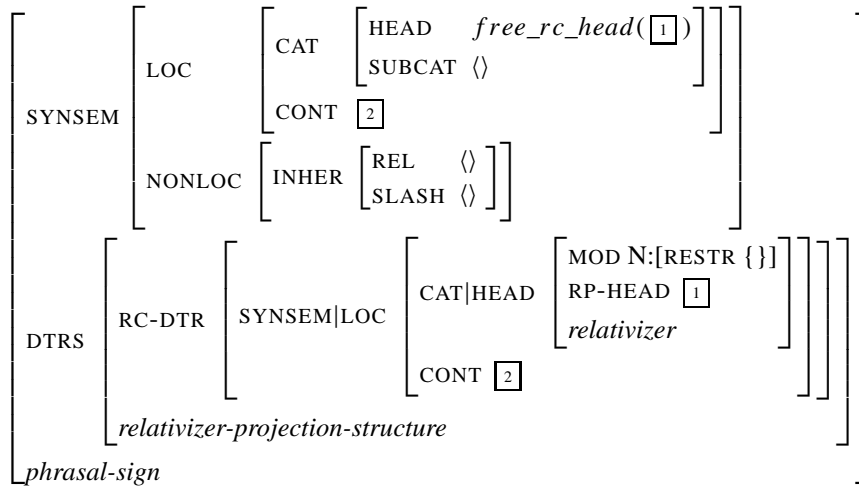 HEAD free_rc_head( 1 )
CAT
LOC SUBCAT ⟨⟩
CONT 2
SYNSEM
REL ⟨⟩
NONLOC INHER
SLASH ⟨⟩
MOD N:[RESTR {}]
CAT|HEAD RP-HEAD 1
RC-DTR SYNSEM|LOC
relativizer
DTRS
CONT 2
relativizer-projection-structure
phrasal-sign